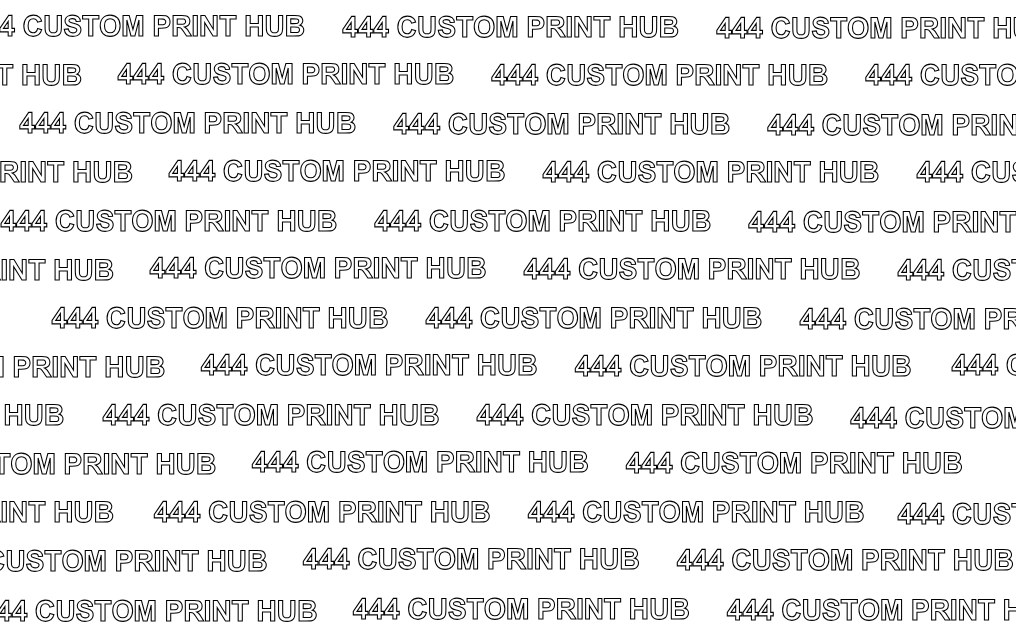 4 CUSTOM PRINT HUB 444 CUSTOM PRINT HUB 444 CUSTOM PRINT HU
T HUB 444 CUSTOM PRINT HUB 444 CUSTOM PRINT HUB 444 CUSTO
444 CUSTOM PRINT HUB 444 CUSTOM PRINT HUB 444 CUSTOM PRIN
RINT HUB 444 CUSTOM PRINT HUB 444 CUSTOM PRINT HUB 444 CUS
444 CUSTOM PRINT HUB 444 CUSTOM PRINT HUB 444 CUSTOM PRINT
INT HUB 444 CUSTOM PRINT HUB 444 CUSTOM PRINT HUB 444 CUST
444 CUSTOM PRINT HUB 444 CUSTOM PRINT HUB 444 CUSTOM PR
PRINT HUB 444 CUSTOM PRINT HUB 444 CUSTOM PRINT HUB 444 C
HUB 444 CUSTOM PRINT HUB 444 CUSTOM PRINT HUB 444 CUSTOM
TOM PRINT HUB 444 CUSTOM PRINT HUB 444 CUSTOM PRINT HUB
INT HUB 444 CUSTOM PRINT HUB 444 CUSTOM PRINT HUB 444 CUST
CUSTOM PRINT HUB 444 CUSTOM PRINT HUB 444 CUSTOM PRINT HUB
44 CUSTOM PRINT HUB 444 CUSTOM PRINT HUB 444 CUSTOM PRINT H